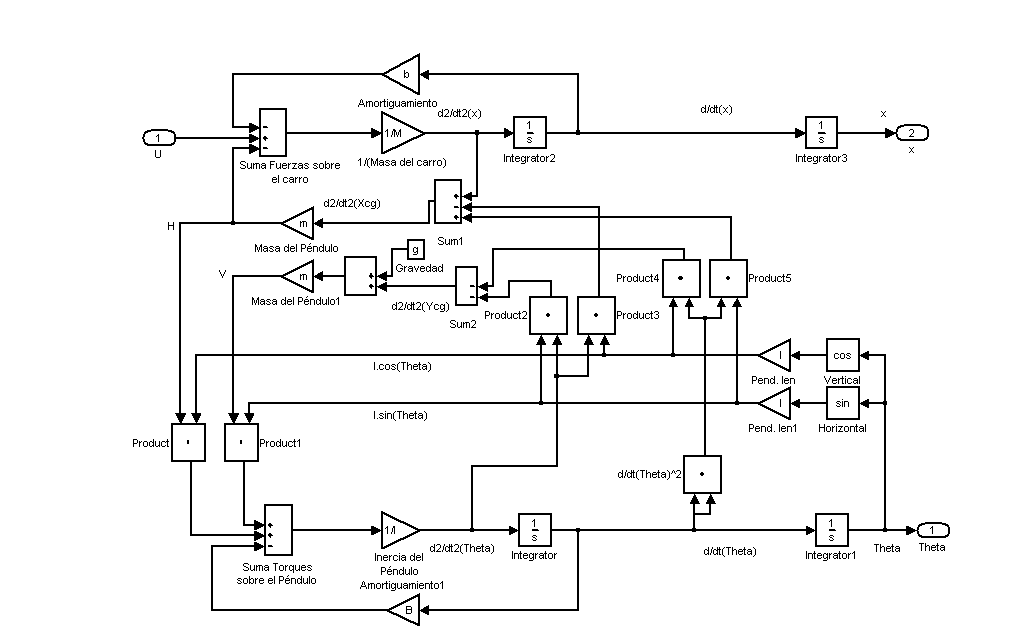 b
Amortiguamiento
d2/dt2(x)
d/dt(x)
x
1
U
-
+
-
Suma Fuerzas sobre
el carro
1/M
1/(Masa del carro)
1
s
Integrator2
1
s
Integrator3
2
x
H
d2/dt2(Xcg)
m
Masa del Péndulo
+
-
+
Sum1
V
m
Masa del Péndulo1
+
+
g
Gravedad
d2/dt2(Ycg)
-
-
Sum2
Product2
Product3
Product4
Product5
l.cos(Theta)
l
Pend. len
cos
Vertical
l.sin(Theta)
l
Pend. len1
sin
Horizontal
Product
Product1
d/dt(Theta)^2
+
+
-
Suma Torques
sobre el Péndulo
1/I
Inercia del
Péndulo
d2/dt2(Theta)
1
s
Integrator
d/dt(Theta)
1
s
Integrator1
Theta
1
Theta
Amortiguamiento1
B